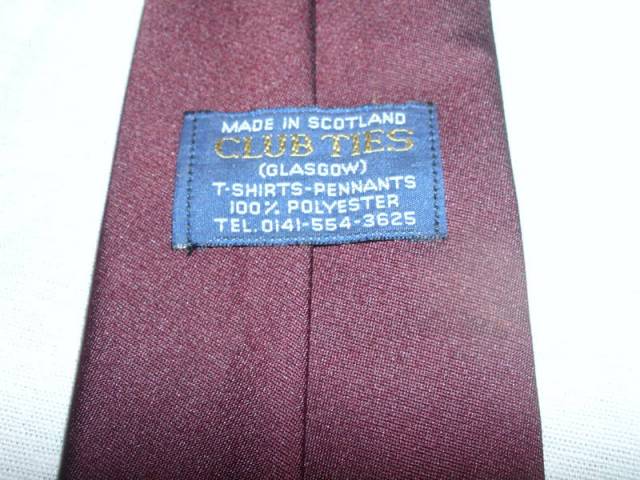 MADE IN SCOTLAND
CLUB TIES
(GLASGOW)
T-SHIRTS-PENNANTS
100% POLYESTER
TEL. 0141-554-3625